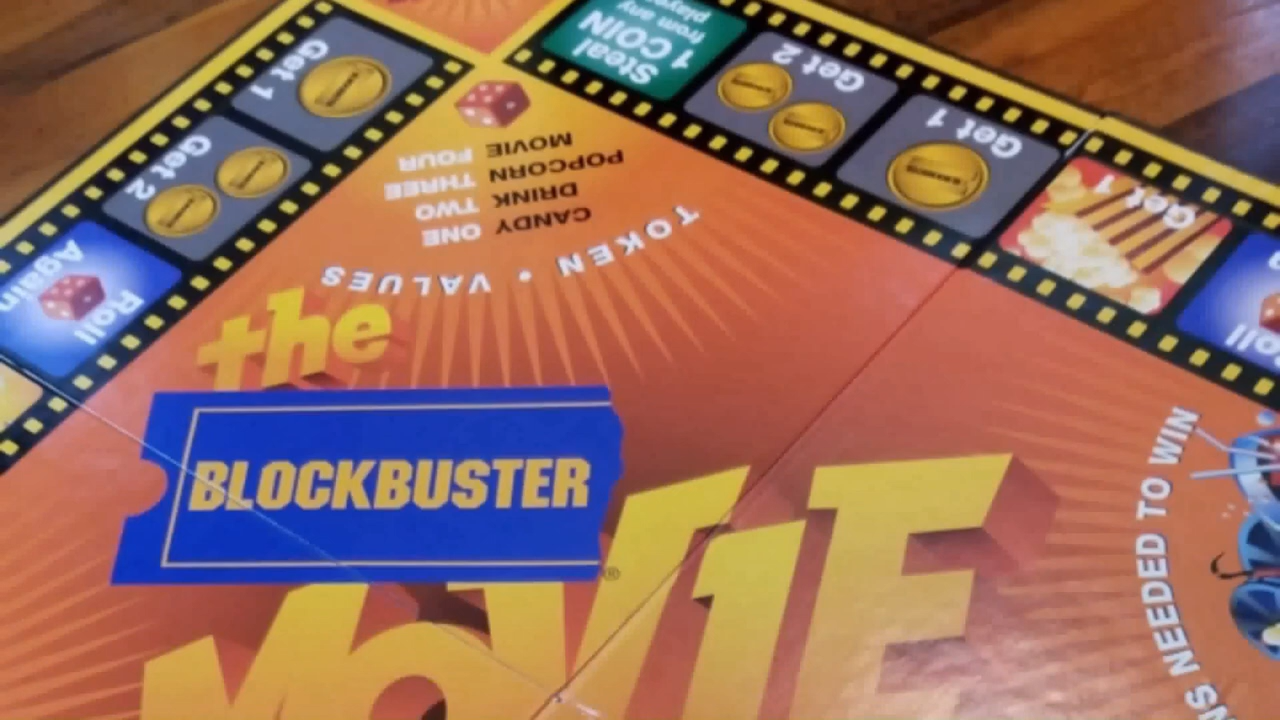 the
BLOCKBUSTER
MOVIE
®
TOKEN • VALUES
CANDY ONE
DRINK TWO
POPCORN THREE
MOVIE FOUR
Steal
1 COIN
from any
player
Get 2
Get 1
Get 1
Roll
Get 1
Get 2
Roll
Again
NEEDED TO WIN